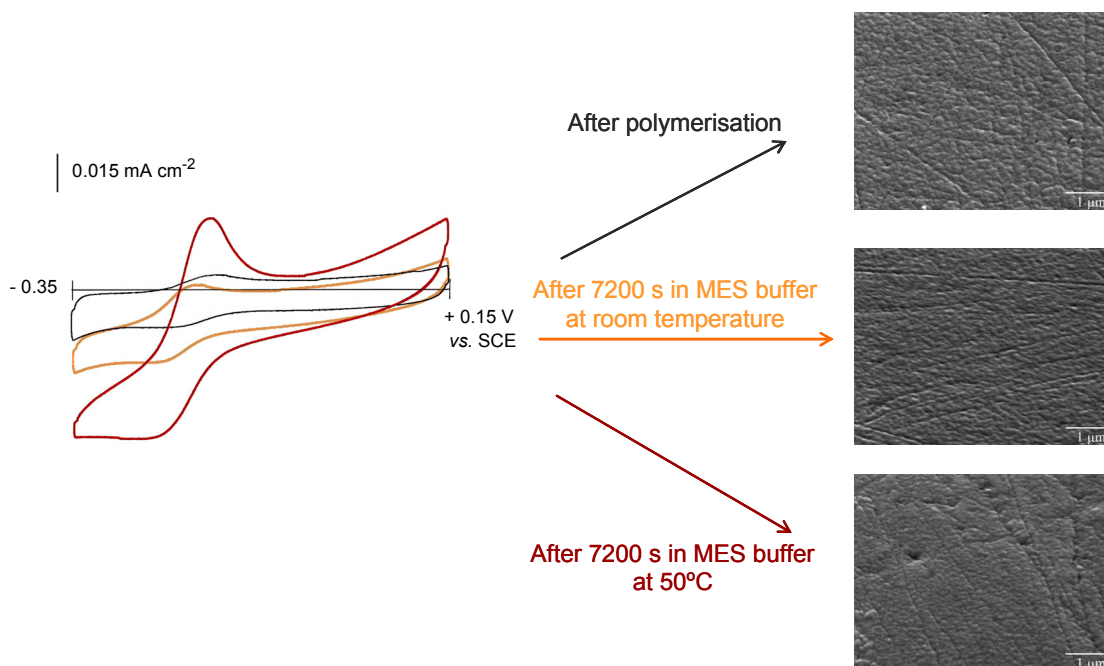 After polymerisation
0.015 mA cm-2
1 µm
- 0.35
After 7200 s in MES buffer
at room temperature
+ 0.15 V
vs. SCE
1 µm
After 7200 s in MES buffer
at 50ºC
1 µm